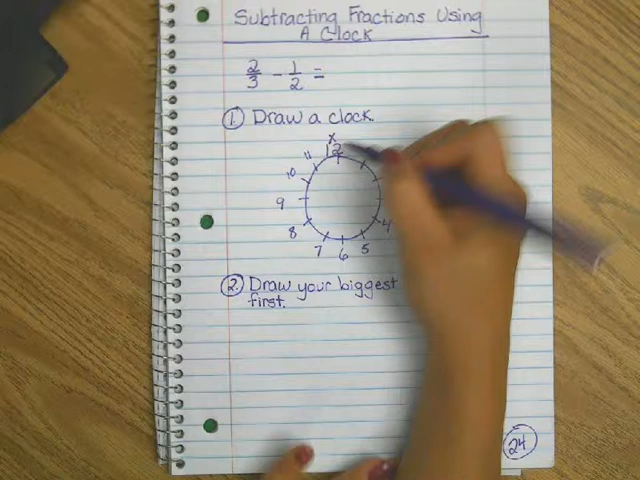 Subtracting Fractions Using
A Clock
2/3 - 1/2 =
1. Draw a clock.
x
11 12
10
9
8 4
7 6 5
2. Draw your biggest
first.
24